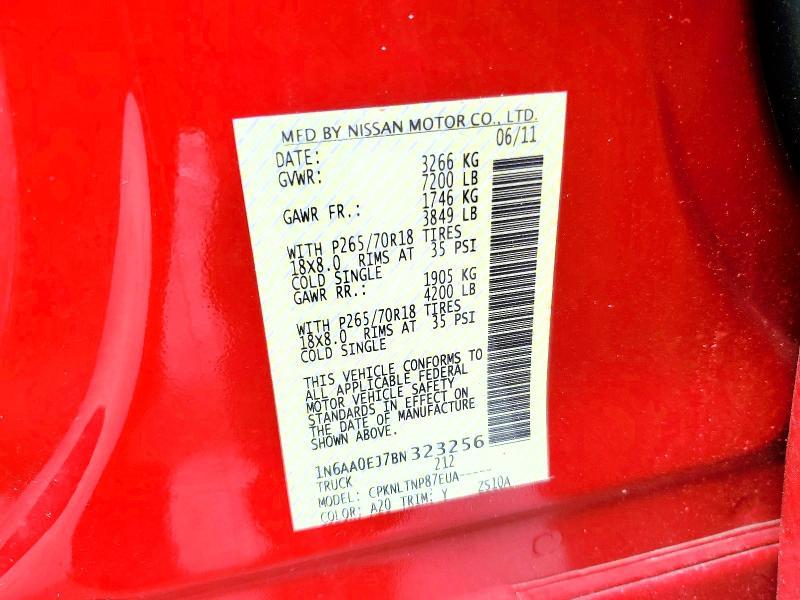 MFD BY NISSAN MOTOR CO., LTD.
DATE: 06/11
GVWR: 3266 KG
7200 LB
GAWR FR.: 1746 KG
3849 LB
WITH P265/70R18 TIRES
18X8.0 RIMS AT 35 PSI
COLD SINGLE
GAWR RR.: 1905 KG
4200 LB
WITH P265/70R18 TIRES
18X8.0 RIMS AT 35 PSI
COLD SINGLE
THIS VEHICLE CONFORMS TO
ALL APPLICABLE FEDERAL
MOTOR VEHICLE SAFETY
STANDARDS IN EFFECT ON
THE DATE OF MANUFACTURE
SHOWN ABOVE.
1N6AA0EJ7BN323256
TRUCK 212
MODEL: CPKNLTNP87EUA-----
COLOR: A20 TRIM: Y ZS10A